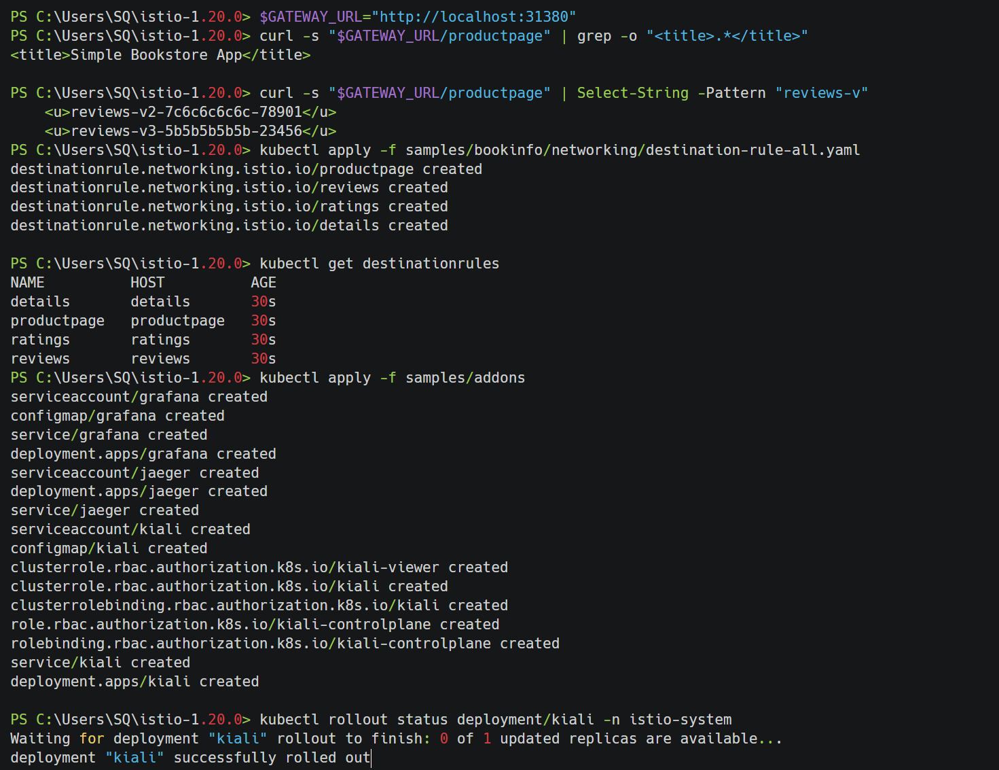 PS C:\Users\SQ\istio-1.20.0> $GATEWAY_URL="http://localhost:31380"
PS C:\Users\SQ\istio-1.20.0> curl -s "$GATEWAY_URL/productpage" | grep -o "<title>.*</title>"
<title>Simple Bookstore App</title>

PS C:\Users\SQ\istio-1.20.0> curl -s "$GATEWAY_URL/productpage" | Select-String -Pattern "reviews-v"
    <u>reviews-v2-7c6c6c6c6c-78901</u>
    <u>reviews-v3-5b5b5b5b5b-23456</u>
PS C:\Users\SQ\istio-1.20.0> kubectl apply -f samples/bookinfo/networking/destination-rule-all.yaml
destinationrule.networking.istio.io/productpage created
destinationrule.networking.istio.io/reviews created
destinationrule.networking.istio.io/ratings created
destinationrule.networking.istio.io/details created

PS C:\Users\SQ\istio-1.20.0> kubectl get destinationrules
NAME          HOST          AGE
details       details       30s
productpage   productpage   30s
ratings       ratings       30s
reviews       reviews       30s
PS C:\Users\SQ\istio-1.20.0> kubectl apply -f samples/addons
serviceaccount/grafana created
configmap/grafana created
service/grafana created
deployment.apps/grafana created
serviceaccount/jaeger created
deployment.apps/jaeger created
service/jaeger created
serviceaccount/kiali created
configmap/kiali created
clusterrole.rbac.authorization.k8s.io/kiali-viewer created
clusterrole.rbac.authorization.k8s.io/kiali created
clusterrolebinding.rbac.authorization.k8s.io/kiali created
role.rbac.authorization.k8s.io/kiali-controlplane created
rolebinding.rbac.authorization.k8s.io/kiali-controlplane created
service/kiali created
deployment.apps/kiali created

PS C:\Users\SQ\istio-1.20.0> kubectl rollout status deployment/kiali -n istio-system
Waiting for deployment "kiali" rollout to finish: 0 of 1 updated replicas are available...
deployment "kiali" successfully rolled out